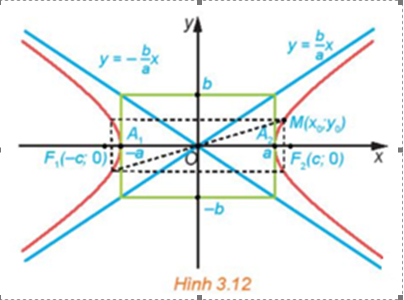 y
y = -b/a x
y = b/a x
b
M(x₀;y₀)
A₁
A₂
F₁(-c; 0)
-a
O
a
F₂(c; 0)
x
-b
Hình 3.12